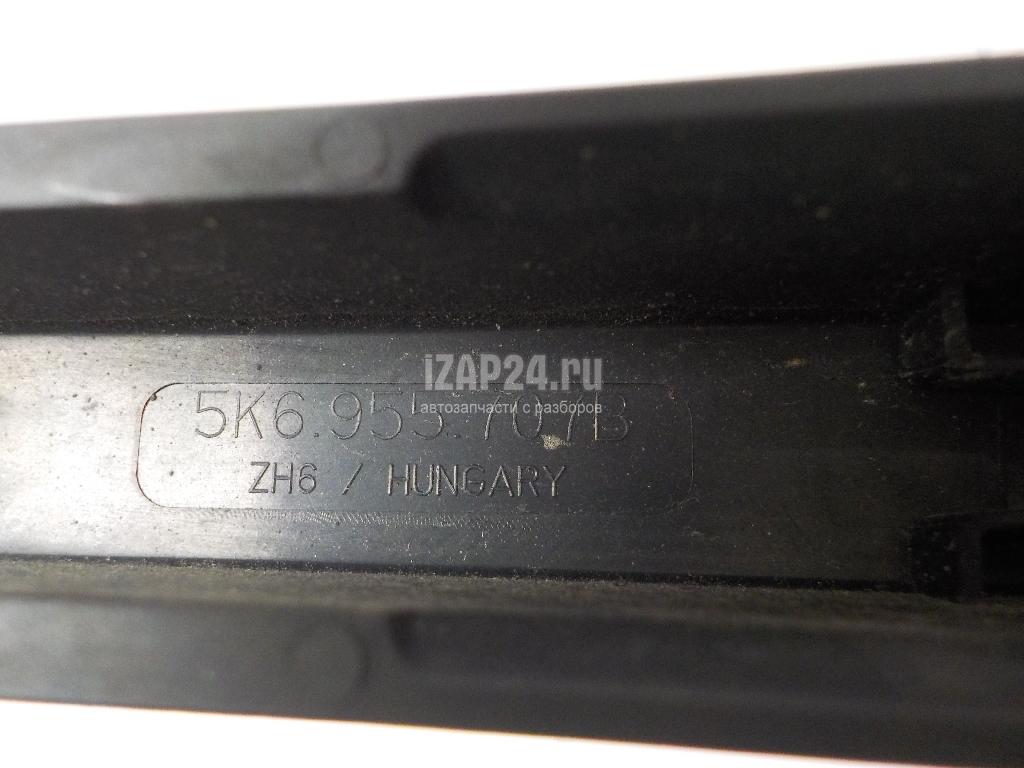 iZAP24.ru
автозапчасти с разборов
5K6.955.707B
ZH6 / HUNGARY